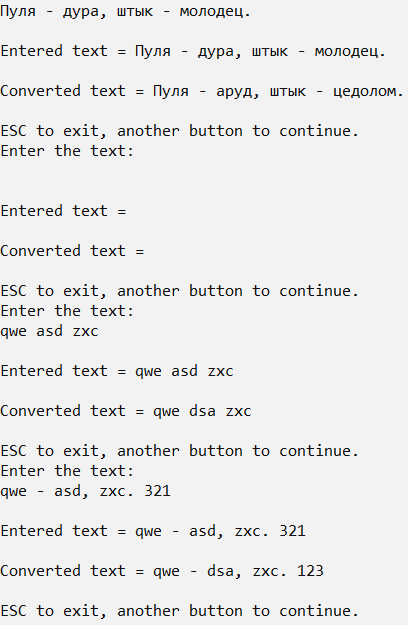 Пуля - дура, штык - молодец.
Entered text = Пуля - дура, штык - молодец.
Converted text = Пуля - аруд, штык - цедолом.
ESC to exit, another button to continue.
Enter the text:
Entered text =
Converted text =
ESC to exit, another button to continue.
Enter the text:
qwe asd zxc
Entered text = qwe asd zxc
Converted text = qwe dsa zxc
ESC to exit, another button to continue.
Enter the text:
qwe - asd, zxc. 321
Entered text = qwe - asd, zxc. 321
Converted text = qwe - dsa, zxc. 123
ESC to exit, another button to continue.